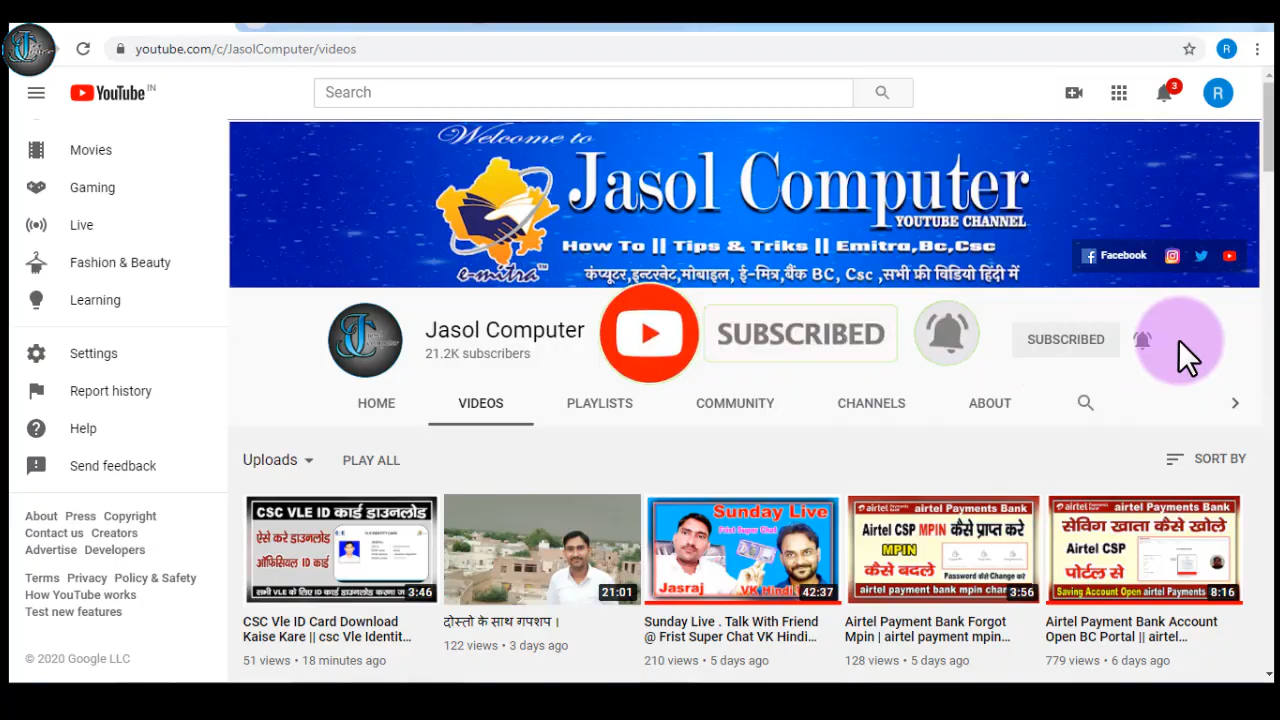 youtube.com/c/JasolComputer/videos
R
YouTube IN
Search
3
R
Movies
Gaming
Live
Fashion & Beauty
Learning
Settings
Report history
Help
Send feedback
About Press Copyright
Contact us Creators
Advertise Developers
Terms Privacy Policy & Safety
How YouTube works
Test new features
© 2020 Google LLC
Welcome to
Jasol Computer
YOUTUBE CHANNEL
How To || Tips & Triks || Emitra,Bc,Csc
e-mitra™
कंप्यूटर,इन्टरनेट,मोबाइल, ई-मित्र,बैंक BC, Csc ,सभी फ्री विडियो हिंदी में
Facebook
Jasol Computer
21.2K subscribers
SUBSCRIBED
SUBSCRIBED
HOME VIDEOS PLAYLISTS COMMUNITY CHANNELS ABOUT
Uploads PLAY ALL SORT BY
CSC VLE ID कार्ड डाउनलोड
ऐसे करे डाउनलोड
ऑफिसियल ID कार्ड
3:46
CSC Vle ID Card Download
Kaise Kare || csc Vle Identit...
51 views • 18 minutes ago
21:01
दोस्तो के साथ गपशप ।
122 views • 3 days ago
Sunday Live
Frist Super Chat
Jasraj
VK Hindi
42:37
Sunday Live . Talk With Friend
@ Frist Super Chat VK Hindi...
210 views • 5 days ago
airtel Payments Bank
Airtel CSP MPIN कैसे प्राप्त करे
MPIN
कैसे बदले
Password रीसेट Change करे
airtel payment bank mpin chan
3:56
Airtel Payment Bank Forgot
Mpin | airtel payment mpin...
128 views • 5 days ago
airtel Payments Bank
सेविंग खाता कैसे खोले
Airtel CSP
पोर्टल से
Saving Account Open airtel Payments
8:16
Airtel Payment Bank Account
Open BC Portal || airtel...
779 views • 6 days ago